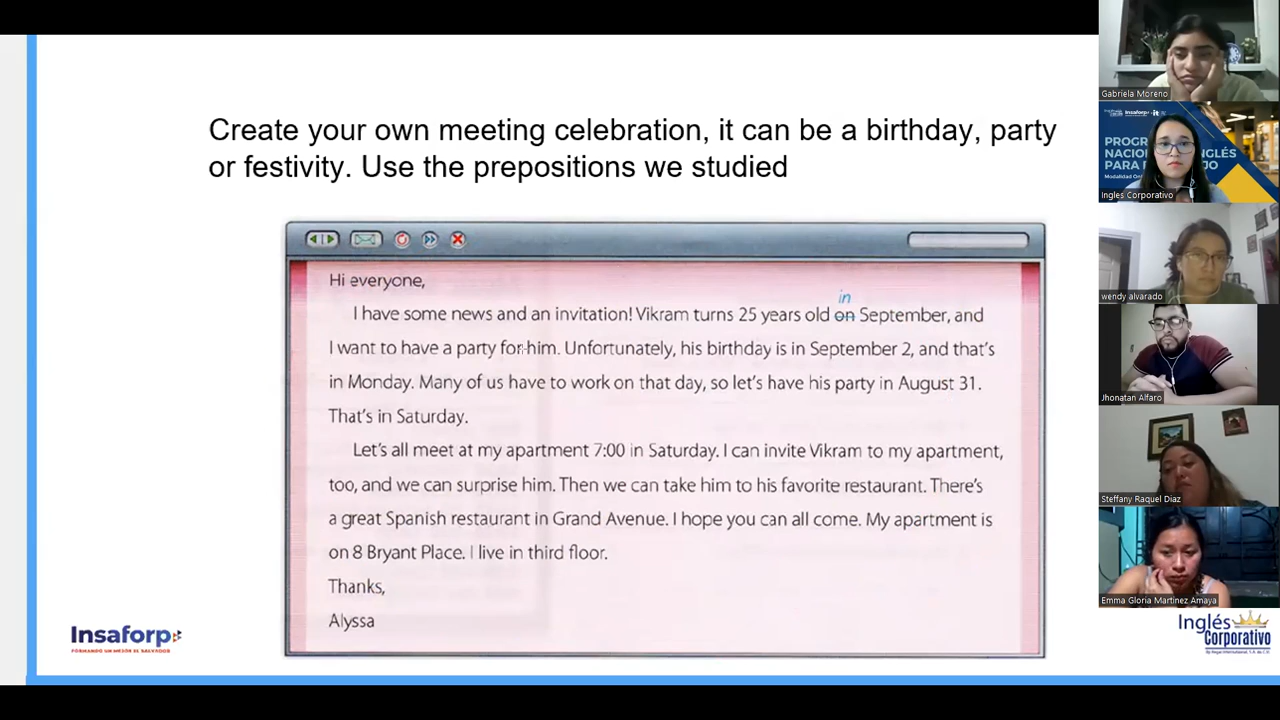 Create your own meeting celebration, it can be a birthday, party
or festivity. Use the prepositions we studied
Hi everyone,
in
I have some news and an invitation! Vikram turns 25 years old on September, and
I want to have a party for him. Unfortunately, his birthday is in September 2, and that's
in Monday. Many of us have to work on that day, so let's have his party in August 31.
That's in Saturday.
Let's all meet at my apartment 7:00 in Saturday. I can invite Vikram to my apartment,
too, and we can surprise him. Then we can take him to his favorite restaurant. There's
a great Spanish restaurant in Grand Avenue. I hope you can all come. My apartment is
on 8 Bryant Place. I live in third floor.
Thanks,
Alyssa
Insaforp
FORMANDO UN MEJOR EL SALVADOR
Inglés
Corporativo
Gabriela Moreno
Insaforp
Ingles Corporativo
wendy alvarado
Jhonatan Alfaro
Steffany Raquel Diaz
Emma Gloria Martinez Amaya